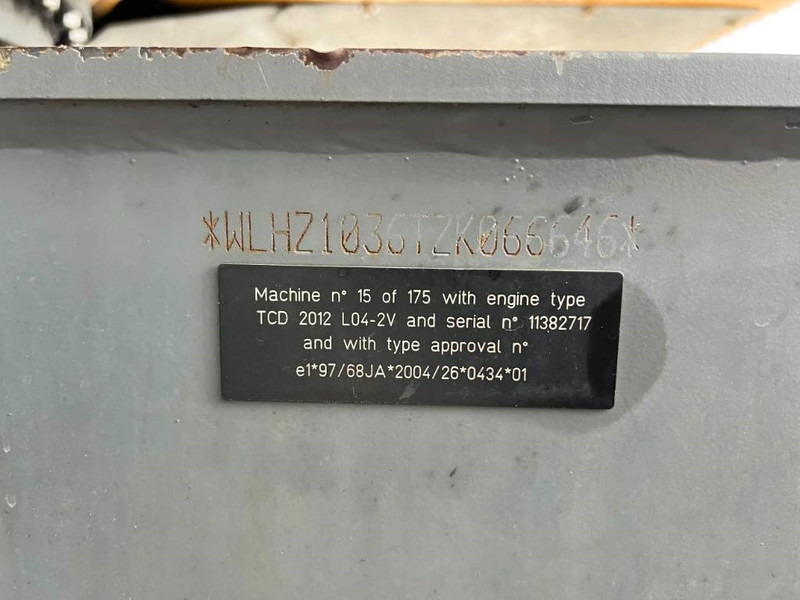 *WLHZ1036TZK066646*
Machine n° 15 of 175 with engine type
TCD 2012 L04-2V and serial n° 11382717
and with type approval n°
e1*97/68JA*2004/26*0434*01